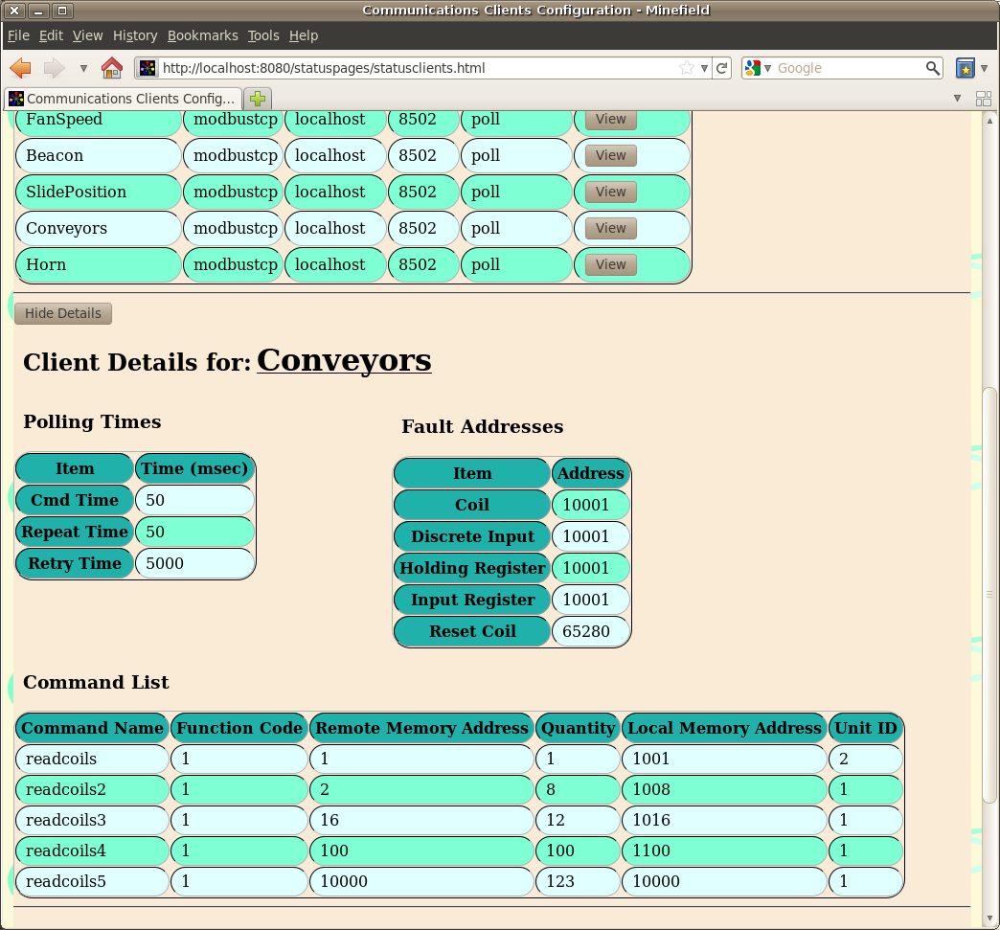 Communications Clients Configuration - Minefield
File Edit View History Bookmarks Tools Help
http://localhost:8080/statuspages/statusclients.html Google
Communications Clients Config...
FanSpeed modbustcp localhost 8502 poll View
Beacon modbustcp localhost 8502 poll View
SlidePosition modbustcp localhost 8502 poll View
Conveyors modbustcp localhost 8502 poll View
Horn modbustcp localhost 8502 poll View
Hide Details
Client Details for: Conveyors
Polling Times
Item Time (msec)
Cmd Time 50
Repeat Time 50
Retry Time 5000
Fault Addresses
Item Address
Coil 10001
Discrete Input 10001
Holding Register 10001
Input Register 10001
Reset Coil 65280
Command List
Command Name Function Code Remote Memory Address Quantity Local Memory Address Unit ID
readcoils 1 1 1 1001 2
readcoils2 1 2 8 1008 1
readcoils3 1 16 12 1016 1
readcoils4 1 100 100 1100 1
readcoils5 1 10000 123 10000 1